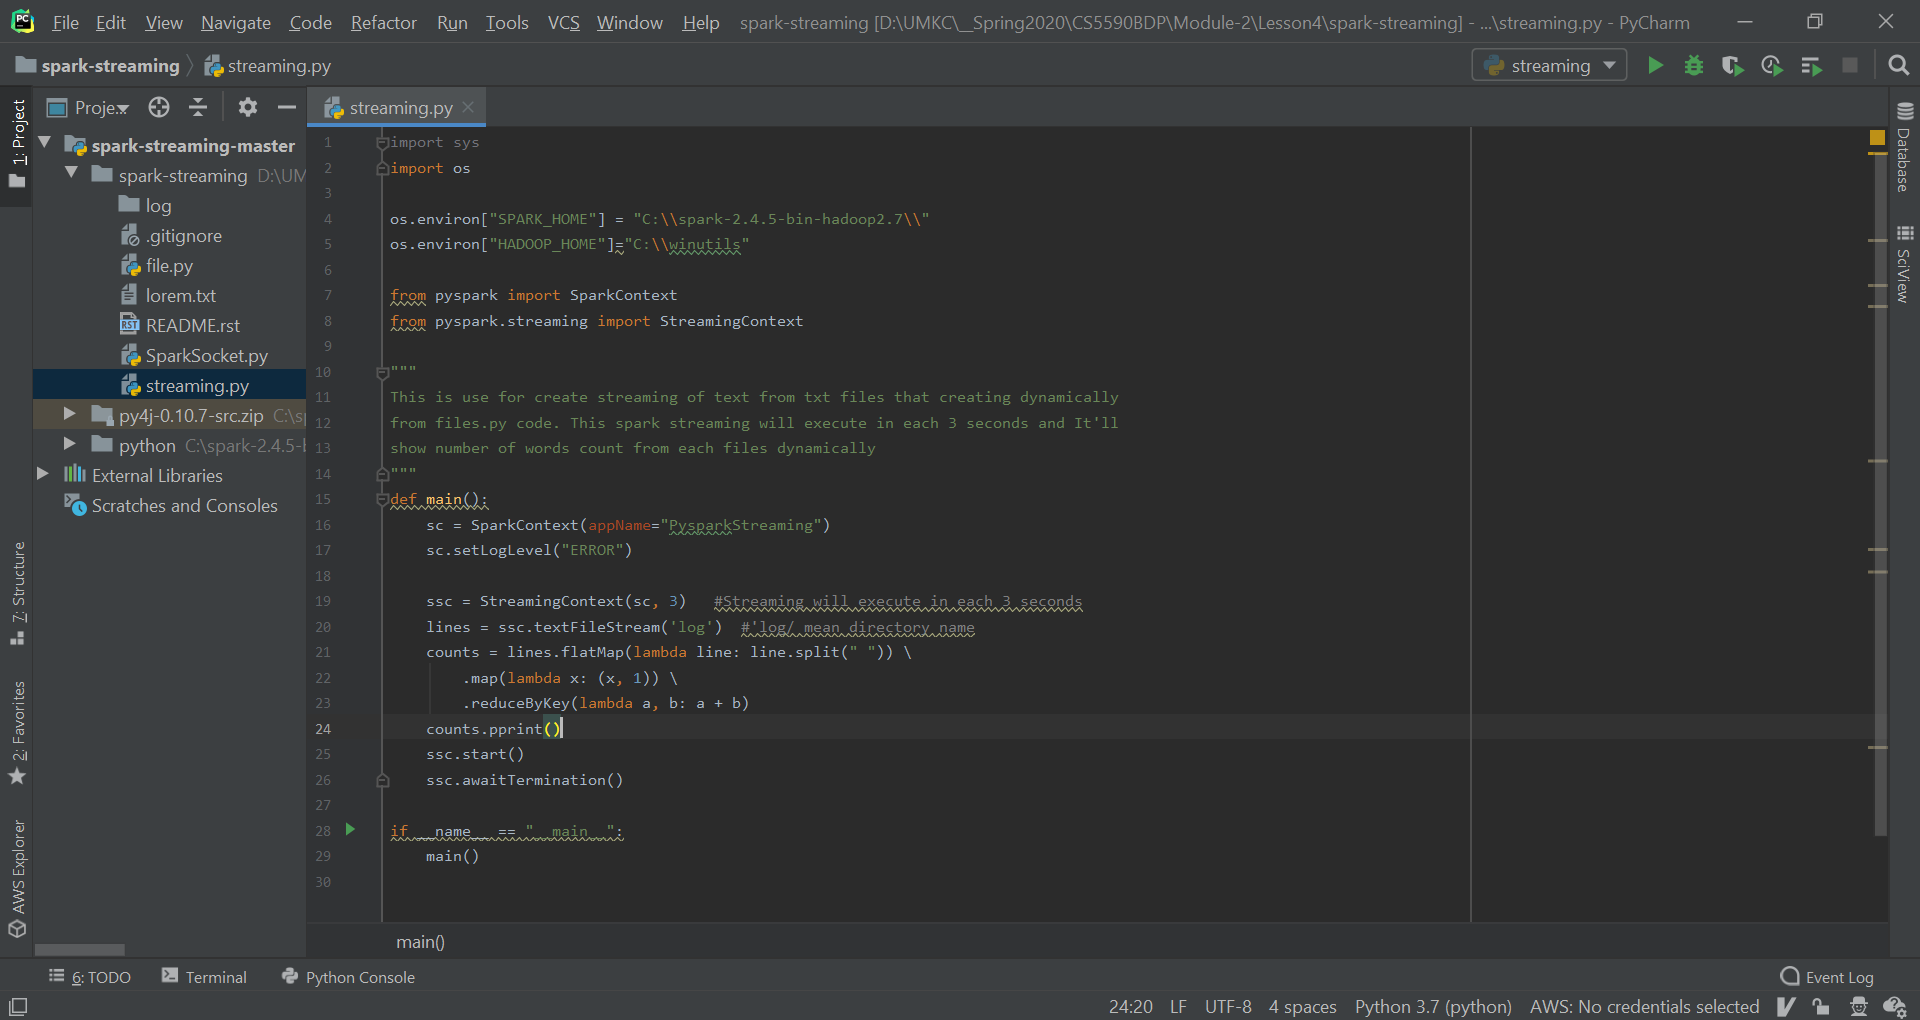 File Edit View Navigate Code Refactor Run Tools VCS Window Help spark-streaming [D:\UMKC\__Spring2020\CS5590BDP\Module-2\Lesson4\spark-streaming] - ...\streaming.py - PyCharm
spark-streaming streaming.py streaming
1: Project
Proje...
streaming.py
spark-streaming-master
spark-streaming D:\UM
log
.gitignore
file.py
lorem.txt
README.rst
SparkSocket.py
streaming.py
py4j-0.10.7-src.zip C:\s
python C:\spark-2.4.5-
External Libraries
Scratches and Consoles
7: Structure
2: Favorites
AWS Explorer
1 import sys
2 import os
3
4 os.environ["SPARK_HOME"] = "C:\\spark-2.4.5-bin-hadoop2.7\\"
5 os.environ["HADOOP_HOME"]="C:\\winutils"
6
7 from pyspark import SparkContext
8 from pyspark.streaming import StreamingContext
9
10 """
11 This is use for create streaming of text from txt files that creating dynamically
12 from files.py code. This spark streaming will execute in each 3 seconds and It'll
13 show number of words count from each files dynamically
14 """
15 def main():
16 sc = SparkContext(appName="PysparkStreaming")
17 sc.setLogLevel("ERROR")
18
19 ssc = StreamingContext(sc, 3) #Streaming will execute in each 3 seconds
20 lines = ssc.textFileStream('log') #'log/ mean directory name
21 counts = lines.flatMap(lambda line: line.split(" ")) \
22 .map(lambda x: (x, 1)) \
23 .reduceByKey(lambda a, b: a + b)
24 counts.pprint()
25 ssc.start()
26 ssc.awaitTermination()
27
28 if __name__ == "__main__":
29 main()
30
main()
Database
SciView
6: TODO Terminal Python Console Event Log
24:20 LF UTF-8 4 spaces Python 3.7 (python) AWS: No credentials selected